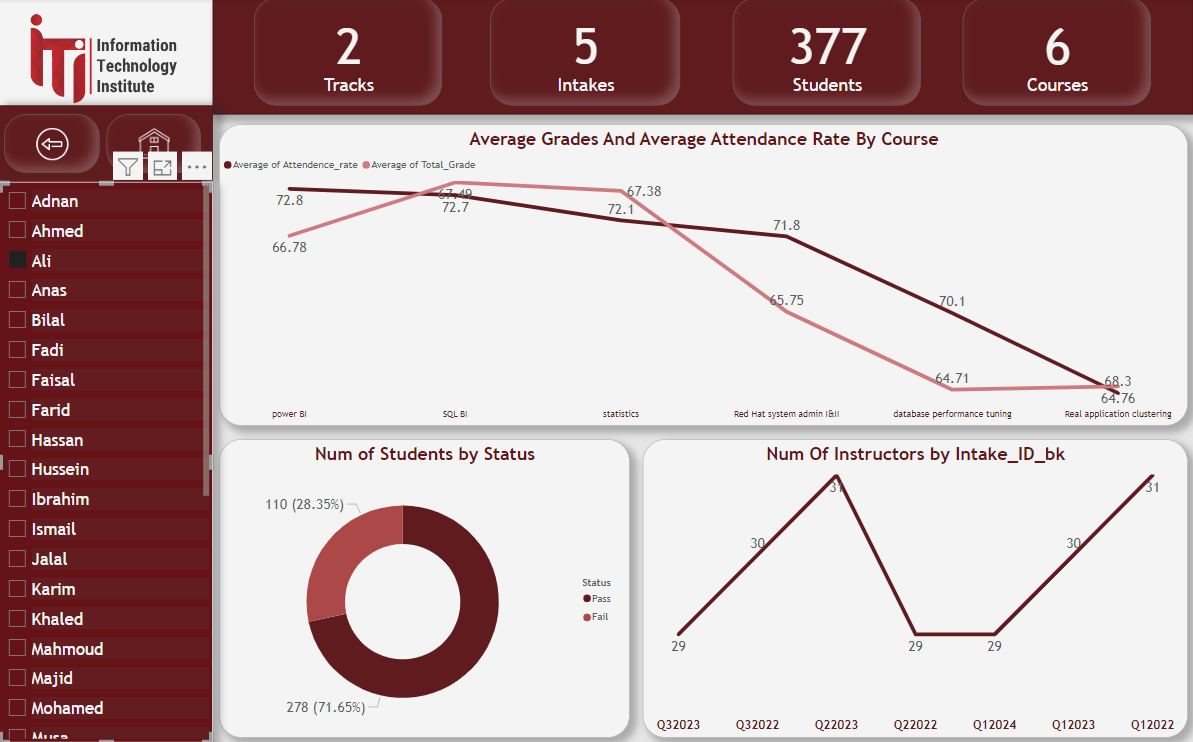 Information
Technology
Institute
2
Tracks
5
Intakes
377
Students
6
Courses
Adnan
Ahmed
Ali
Anas
Bilal
Fadi
Faisal
Farid
Hassan
Hussein
Ibrahim
Ismail
Jalal
Karim
Khaled
Mahmoud
Majid
Mohamed
Musa
Average Grades And Average Attendance Rate By Course
Average of Attendence_rate Average of Total_Grade
72.8
66.78
67.49
72.7
67.38
72.1
71.8
65.75
70.1
64.71
68.3
64.76
power BI
SQL BI
statistics
Red Hat system admin I&II
database performance tuning
Real application clustering
Num of Students by Status
110 (28.35%)
278 (71.65%)
Status
Pass
Fail
Num Of Instructors by Intake_ID_bk
29
30
31
29
29
30
31
Q32023
Q32022
Q22023
Q22022
Q12024
Q12023
Q12022